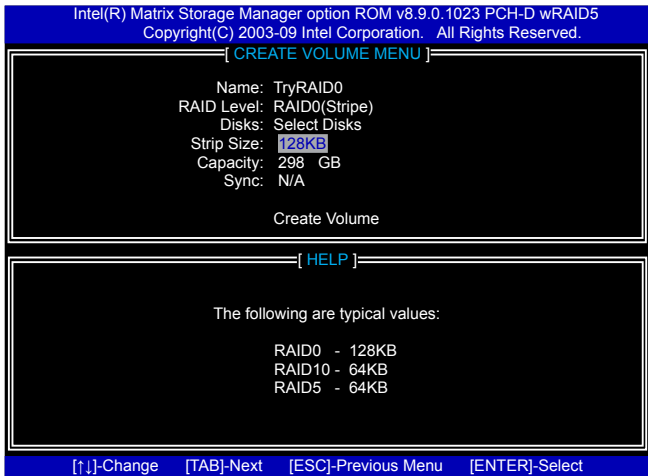 Intel(R) Matrix Storage Manager option ROM v8.9.0.1023 PCH-D wRAID5
Copyright(C) 2003-09 Intel Corporation. All Rights Reserved.
[ CREATE VOLUME MENU ]
Name: TryRAID0
RAID Level: RAID0(Stripe)
Disks: Select Disks
Strip Size: 128KB
Capacity: 298 GB
Sync: N/A
Create Volume
[ HELP ]
The following are typical values:
RAID0 - 128KB
RAID10 - 64KB
RAID5 - 64KB
[↑↓]-Change [TAB]-Next [ESC]-Previous Menu [ENTER]-Select